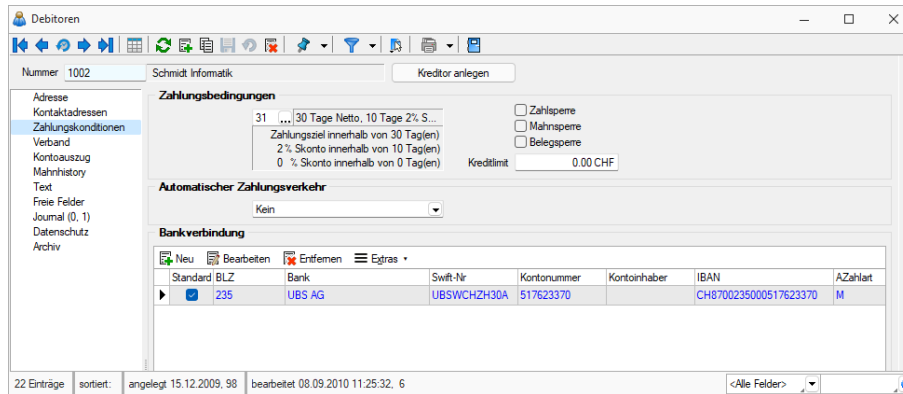 Debitoren
Nummer 1002 Schmidt Informatik Kreditor anlegen
Adresse
Kontaktadressen
Zahlungskonditionen
Verband
Kontoauszug
Mahnhistory
Text
Freie Felder
Journal (0, 1)
Datenschutz
Archiv
Zahlungsbedingungen
31 ... 30 Tage Netto, 10 Tage 2% S...
Zahlungsziel innerhalb von 30 Tag(en)
2 % Skonto innerhalb von 10 Tag(en)
0 % Skonto innerhalb von 0 Tag(en)
Zahlsperre
Mahnsperre
Belegsperre
Kreditlimit 0.00 CHF
Automatischer Zahlungsverkehr
Kein
Bankverbindung
Neu Bearbeiten Entfernen Extras
Standard BLZ Bank Swift-Nr Kontonummer Kontoinhaber IBAN AZahlart
235 UBS AG UBSWCHZH30A 517623370 CH8700235000517623370 M
22 Einträge sortiert: angelegt 15.12.2009, 98 bearbeitet 08.09.2010 11:25:32, 6 <Alle Felder>